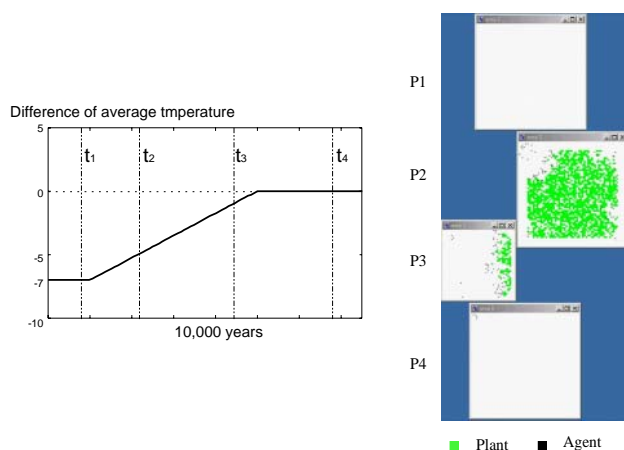 Difference of average tmperature
5
t1
t2
t3
t4
0
-5
-7
-10
10,000 years
P1
P2
P3
P4
Plant
Agent